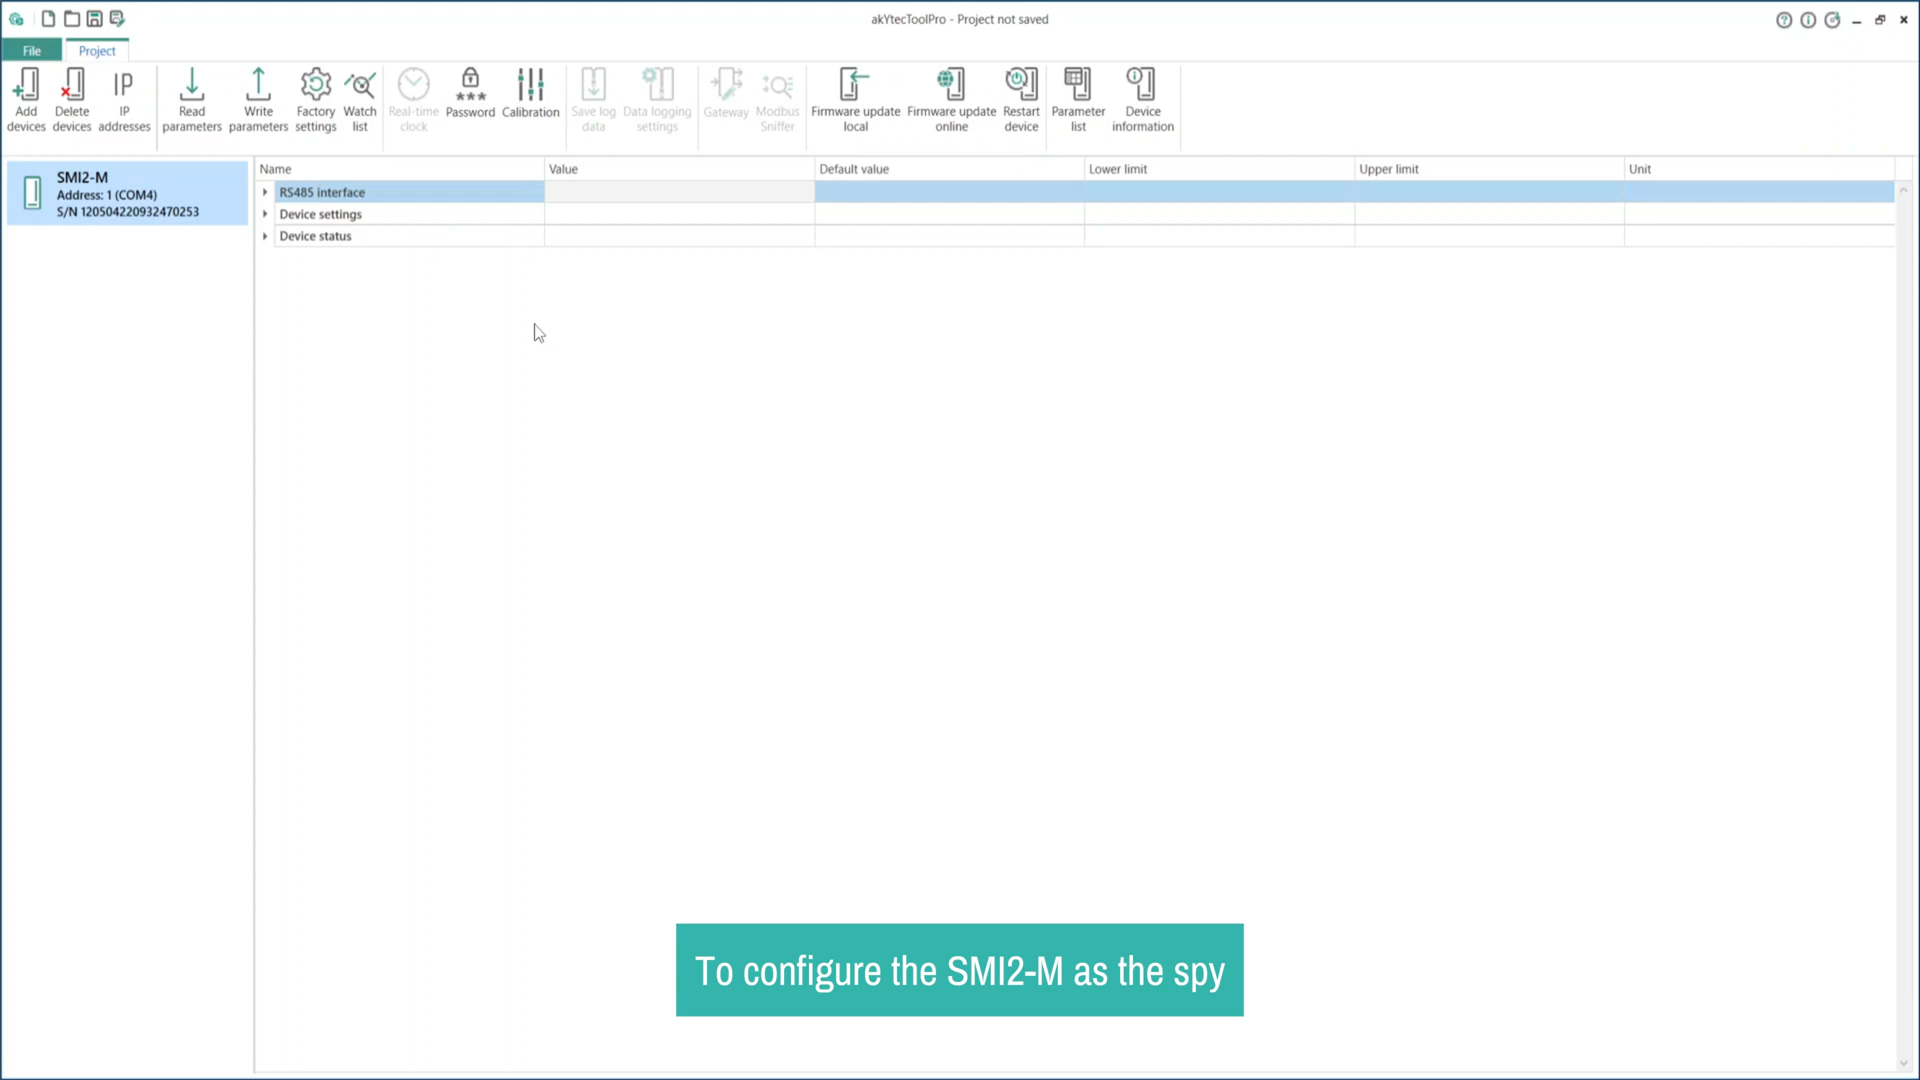 akYtecToolPro - Project not saved
File
Project
Add
devices
Delete
devices
IP
IP
addresses
Read
parameters
Write
parameters
Factory
settings
Watch
list
Real-time
clock
***
Password
Calibration
Save log
data
Data logging
settings
Gateway
Modbus
Sniffer
Firmware update
local
Firmware update
online
Restart
device
Parameter
list
Device
information
SMI2-M
Address: 1 (COM4)
S/N 120504220932470253
Name
Value
Default value
Lower limit
Upper limit
Unit
RS485 interface
Device settings
Device status
To configure the SMI2-M as the spy